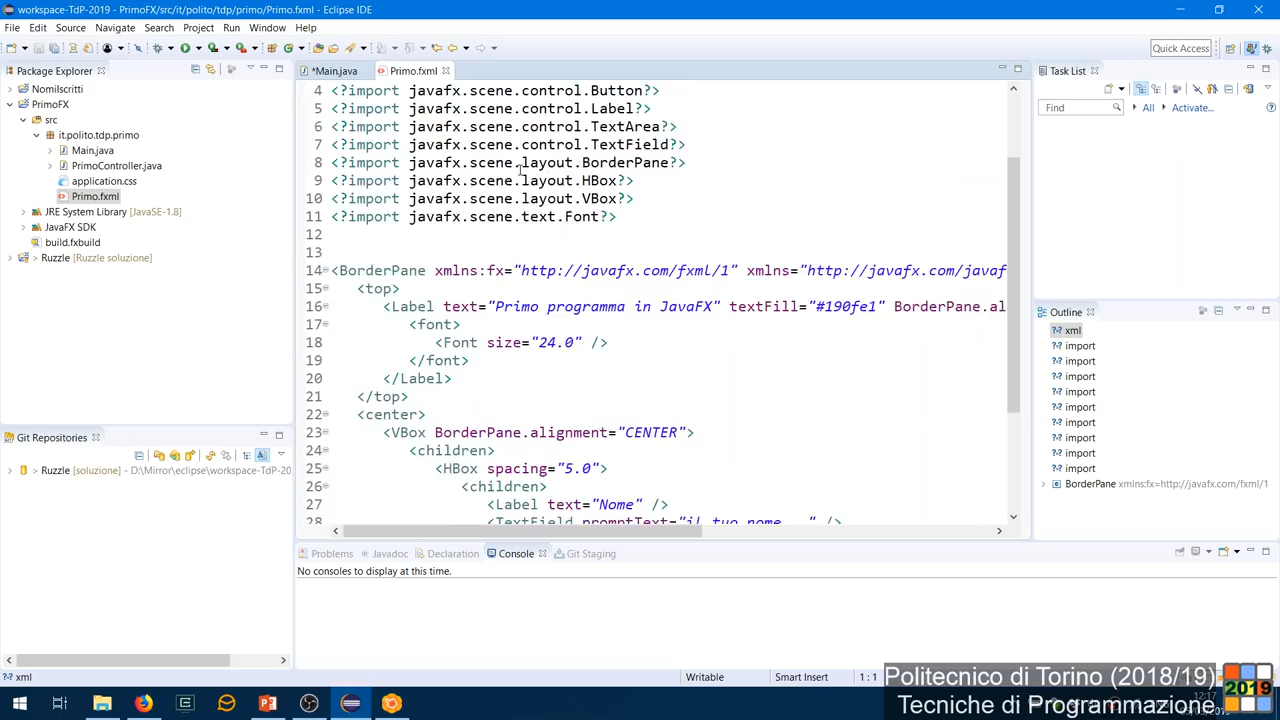 workspace-TdP-2019 - PrimoFX/src/it/polito/tdp/primo/Primo.fxml - Eclipse IDE
File Edit Source Navigate Search Project Run Window Help
Quick Access
Package Explorer
NomiIscritti
PrimoFX
src
it.polito.tdp.primo
Main.java
PrimoController.java
application.css
Primo.fxml
JRE System Library [JavaSE-1.8]
JavaFX SDK
build.fxbuild
> Ruzzle [Ruzzle soluzione]
Git Repositories
> Ruzzle [soluzione] - D:\Mirror\eclipse\workspace-TdP-20
*Main.java Primo.fxml
4 <?import javafx.scene.control.Button?>
5 <?import javafx.scene.control.Label?>
6 <?import javafx.scene.control.TextArea?>
7 <?import javafx.scene.control.TextField?>
8 <?import javafx.scene.layout.BorderPane?>
9 <?import javafx.scene.layout.HBox?>
10 <?import javafx.scene.layout.VBox?>
11 <?import javafx.scene.text.Font?>
12
13
14 <BorderPane xmlns:fx="http://javafx.com/fxml/1" xmlns="http://javafx.com/javaf
15 <top>
16 <Label text="Primo programma in JavaFX" textFill="#190fe1" BorderPane.al
17 <font>
18 <Font size="24.0" />
19 </font>
20 </Label>
21 </top>
22 <center>
23 <VBox BorderPane.alignment="CENTER">
24 <children>
25 <HBox spacing="5.0">
26 <children>
27 <Label text="Nome" />
28 <TextField promptText="il tuo nome..." />
Problems Javadoc Declaration Console Git Staging
No consoles to display at this time.
Task List
Find All Activate...
Outline
xml
import
import
import
import
import
import
import
import
import
BorderPane xmlns:fx=http://javafx.com/fxml/1
xml Writable Smart Insert 1 : 1
Politecnico di Torino (2018/19)
Tecniche di Programmazione
2019
12:17